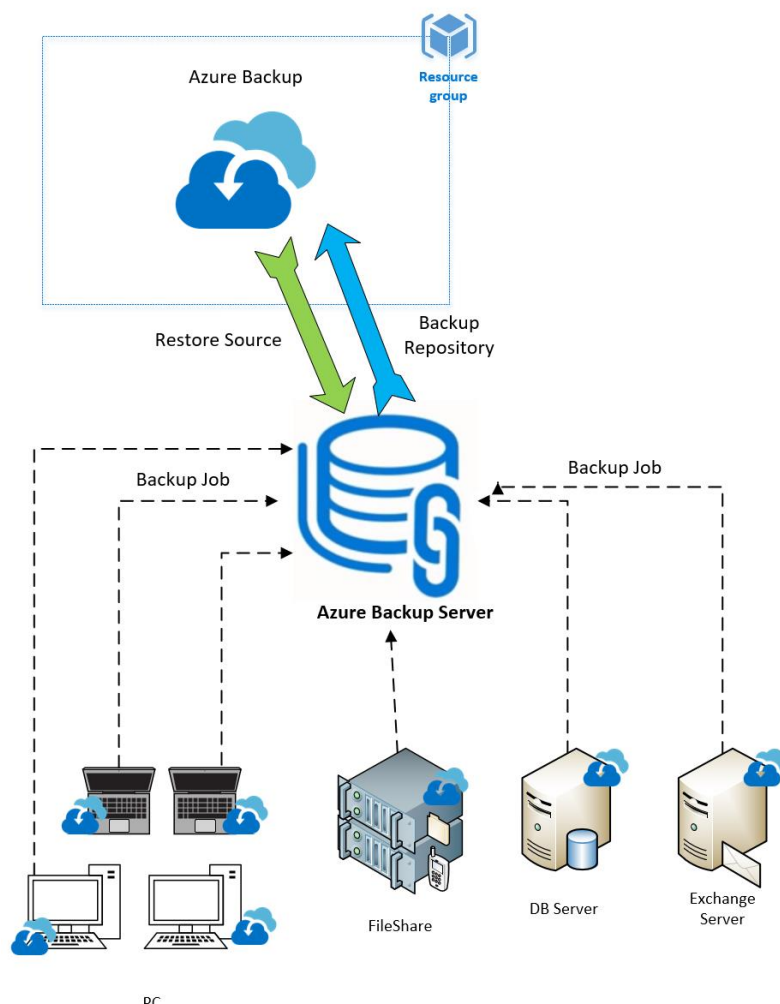 Azure Backup
Resource
group
Restore Source
Backup
Repository
Backup Job
Backup Job
Azure Backup Server
FileShare
DB Server
Exchange
Server
PC